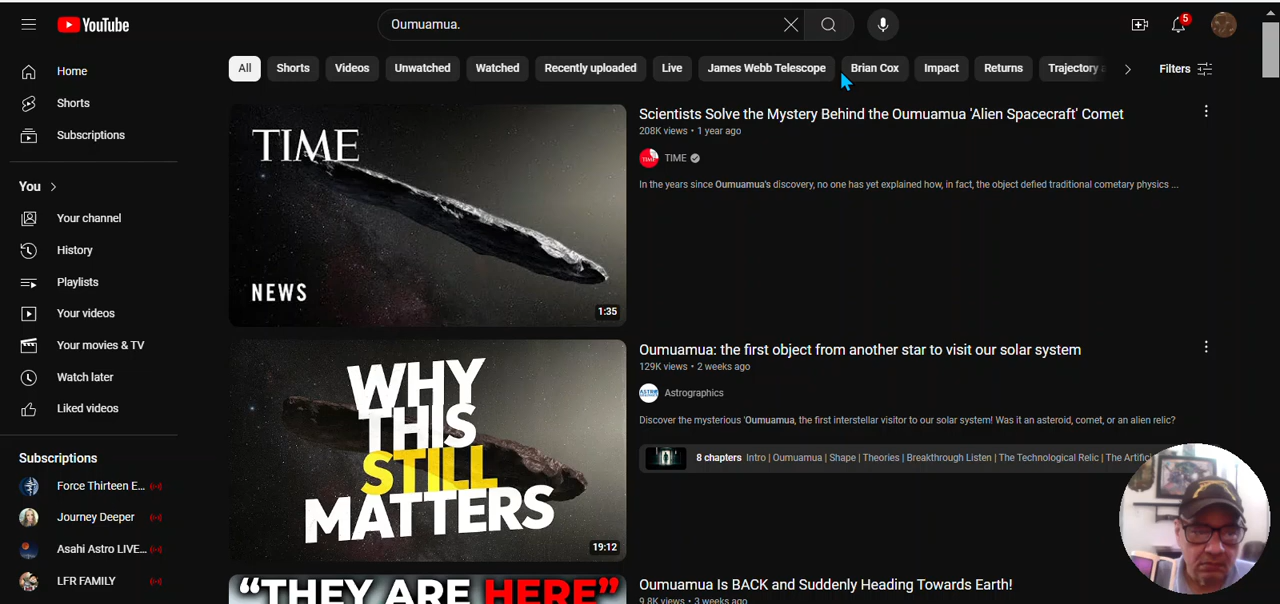 YouTube
Oumuamua.
5
All
Shorts
Videos
Unwatched
Watched
Recently uploaded
Live
James Webb Telescope
Brian Cox
Impact
Returns
Trajectory
Filters
Home
Shorts
Subscriptions
You
Your channel
History
Playlists
Your videos
Your movies & TV
Watch later
Liked videos
Subscriptions
Force Thirteen E...
Journey Deeper
Asahi Astro LIVE...
LFR FAMILY
TIME
NEWS
1:35
Scientists Solve the Mystery Behind the Oumuamua 'Alien Spacecraft' Comet
208K views • 1 year ago
TIME
In the years since Oumuamua's discovery, no one has yet explained how, in fact, the object defied traditional cometary physics ...
WHY
THIS
STILL
MATTERS
19:12
Oumuamua: the first object from another star to visit our solar system
129K views • 2 weeks ago
Astrographics
Discover the mysterious 'Oumuamua, the first interstellar visitor to our solar system! Was it an asteroid, comet, or an alien relic?
8 chapters Intro | Oumuamua | Shape | Theories | Breakthrough Listen | The Technological Relic | The Artifici
"THEY ARE HERE"
Oumuamua Is BACK and Suddenly Heading Towards Earth!
9.8K views • 3 weeks ago